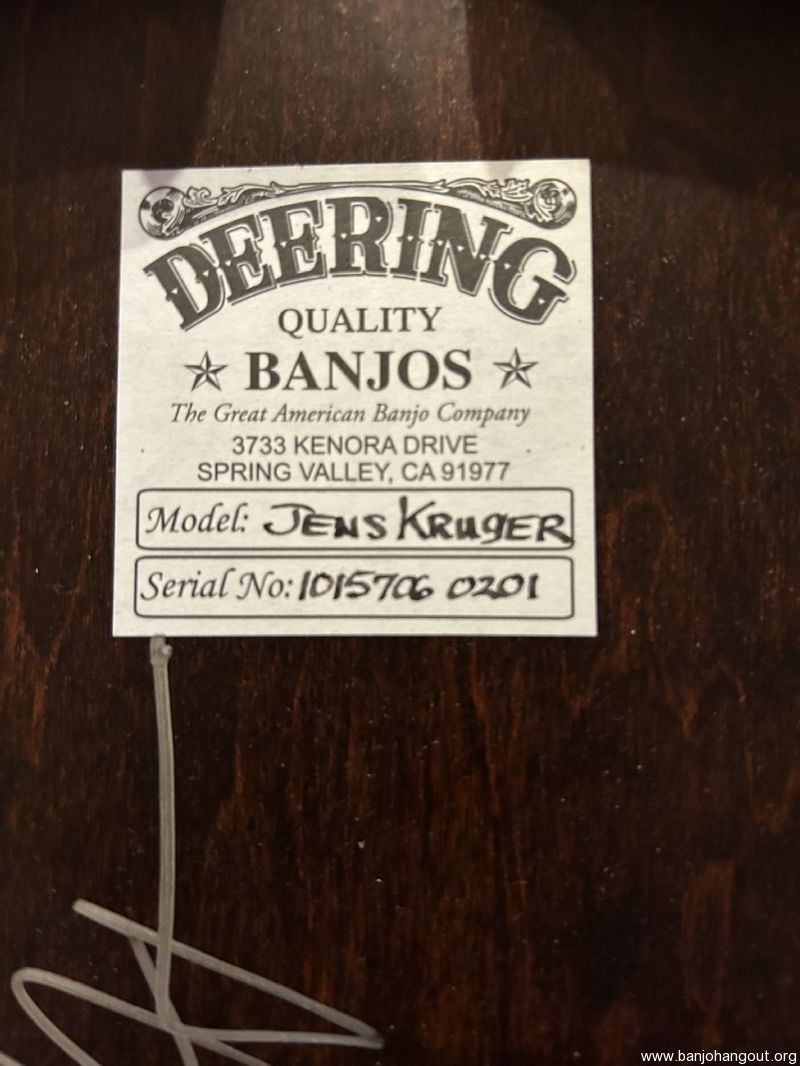 DEERING
QUALITY
BANJOS
The Great American Banjo Company
3733 KENORA DRIVE
SPRING VALLEY, CA 91977
Model: JENS KRUGER
Serial No: 1015706 0201
www.banjohangout.org